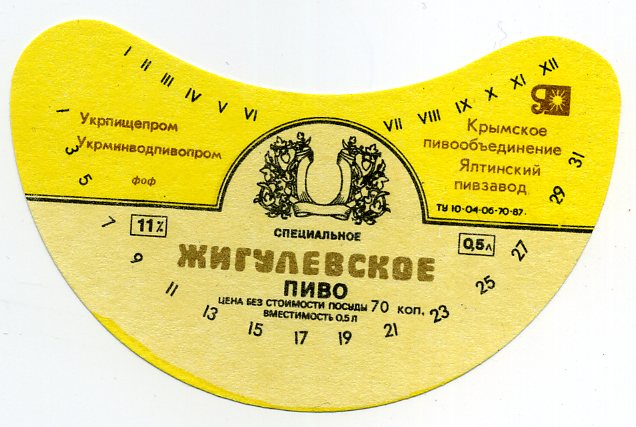 I II III IV V VI VII VIII IX X XI XII
Укрпищепром
Укрминводпивопром
фоф
Крымское
пивообъединение
Ялтинский
пивзавод
ТУ 10-04-06-70-87.
11%
0,5л
СПЕЦИАЛЬНОЕ
ЖИГУЛЕВСКОЕ
ПИВО
ЦЕНА БЕЗ СТОИМОСТИ ПОСУДЫ 70 коп.
ВМЕСТИМОСТЬ 0.5 Л
1 3 5 7 9 11 13 15 17 19 21 23 25 27 29 31